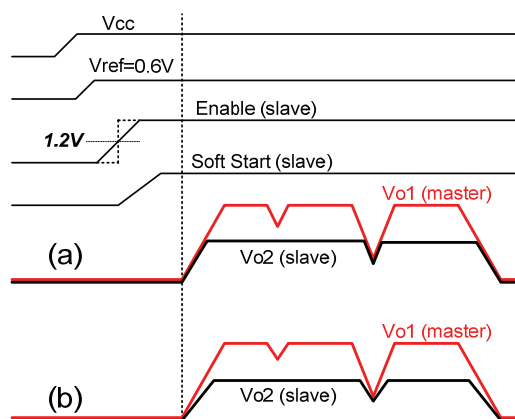 Vcc
Vref=0.6V
Enable (slave)
1.2V
Soft Start (slave)
Vo1 (master)
(a)
Vo2 (slave)
Vo1 (master)
(b)
Vo2 (slave)